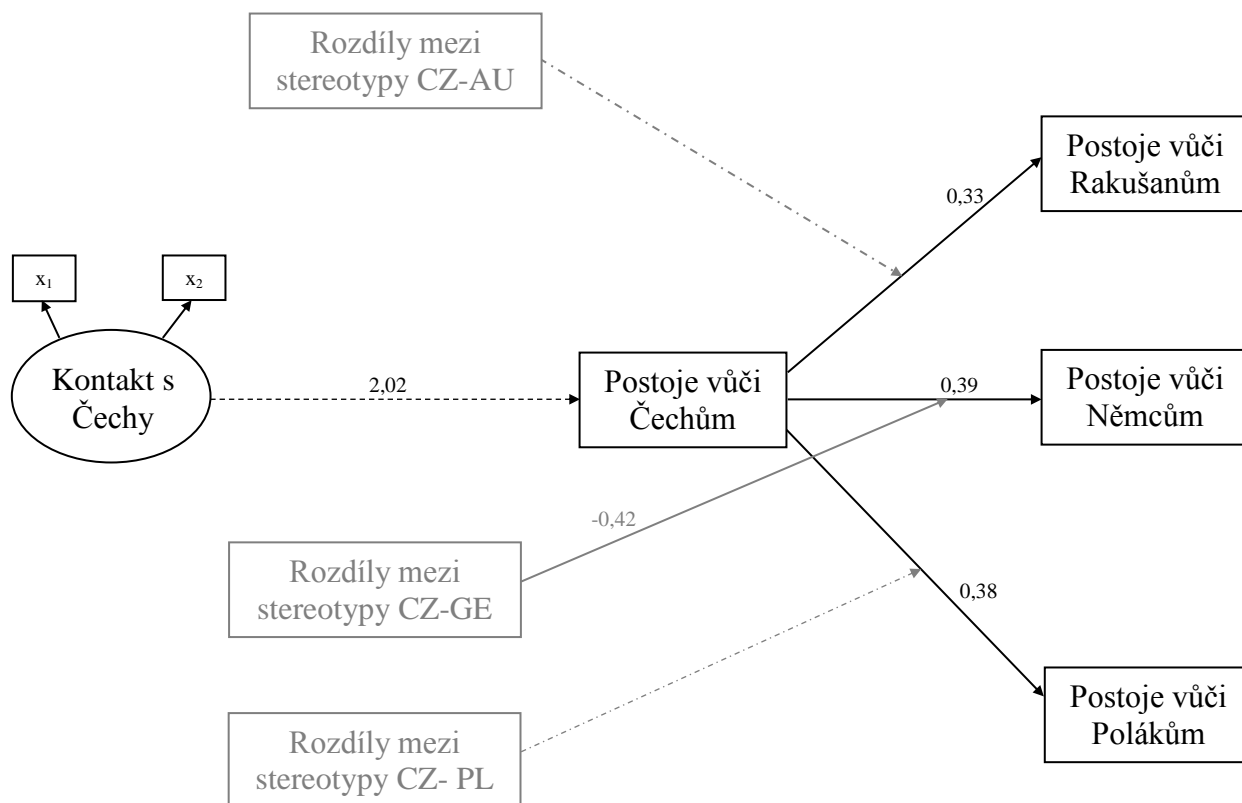 Rozdíly mezi
stereotypy CZ-AU
Postoje vůči
Rakušanům
0,33
x₁
x₂
Kontakt s
Čechy
2,02
Postoje vůči
Čechům
0,39
Postoje vůči
Němcům
-0,42
Rozdíly mezi
stereotypy CZ-GE
0,38
Postoje vůči
Polákům
Rozdíly mezi
stereotypy CZ- PL